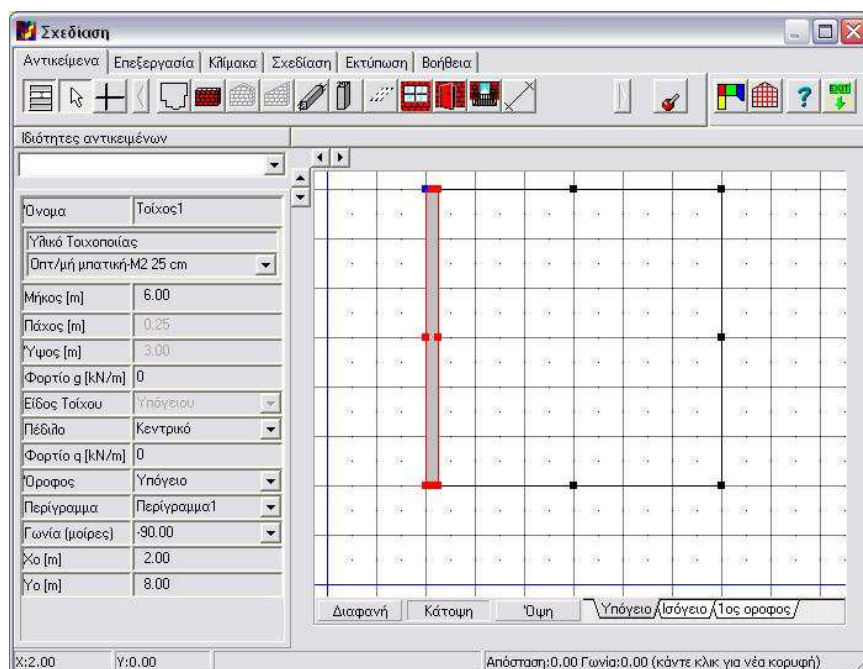 Σχεδίαση
Αντικείμενα Επεξεργασία Κλίμακα Σχεδίαση Εκτύπωση Βοήθεια
EXIT
Ιδιότητες αντικειμένων
Όνομα Τοίχος1
Υλικό Τοιχοποιίας
Οπτ/μή μπατική-Μ2 25 cm
Μήκος [m] 6.00
Πάχος [m] 0.25
Ύψος [m] 3.00
Φορτίο g [kN/m] 0
Είδος Τοίχου Υπόγειου
Πέδιλο Κεντρικό
Φορτίο q [kN/m] 0
Όροφος Υπόγειο
Περίγραμμα Περίγραμμα1
Γωνία (μοίρες) -90.00
Xo [m] 2.00
Yo [m] 8.00
Διαφανή Κάτοψη Όψη Υπόγειο Ισόγειο 1ος οροφος
X:2.00 Y:0.00 Απόσταση:0.00 Γωνία:0.00 (κάντε κλικ για νέα κορυφή)